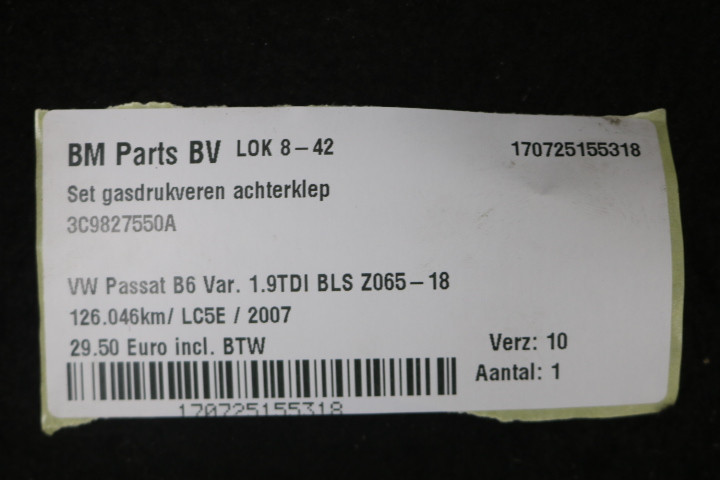 BM Parts BV LOK 8-42 170725155318
Set gasdrukveren achterklep
3C9827550A
VW Passat B6 Var. 1.9TDI BLS Z065-18
126.046km/ LC5E / 2007
29.50 Euro incl. BTW Verz: 10
Aantal: 1
170725155318